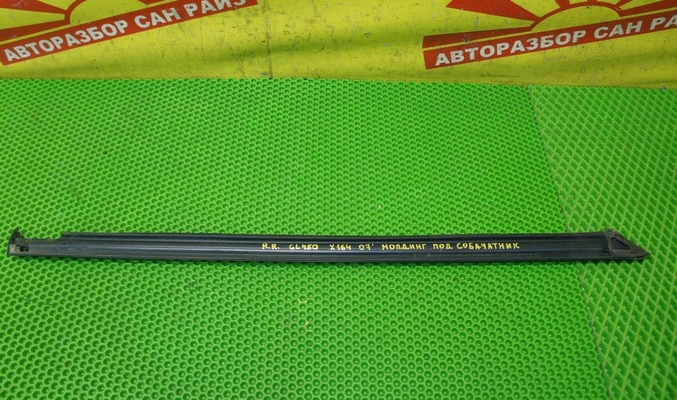 АВТОРАЗБОР САН РАЙЗ
АВТОРАЗБОР САН РАЙЗ
R.R. GL450 X164 07' МОЛДИНГ ПОД СОБАЧАТНИК